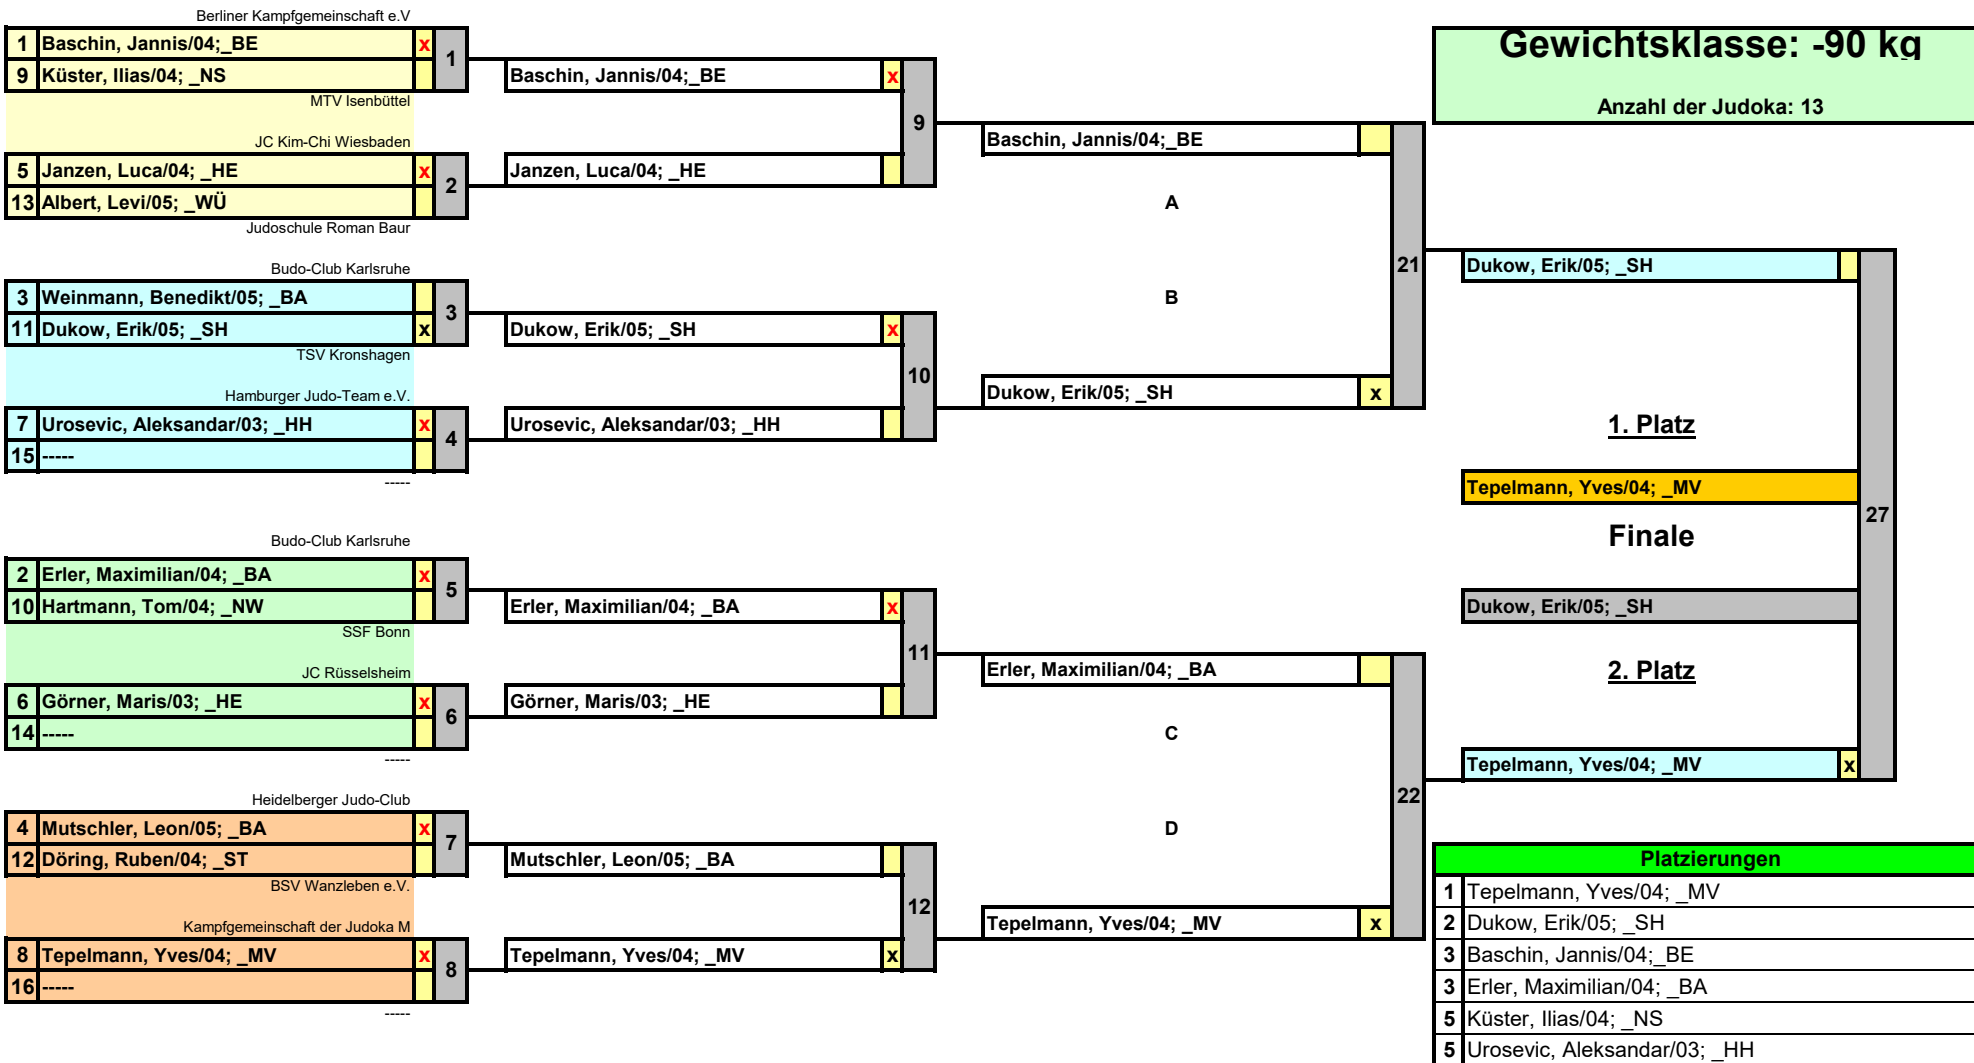 Berliner Kampfgemeinschaft e.V
1 Baschin, Jannis/04;_BE x
1
9 Küster, Ilias/04; _NS
MTV Isenbüttel
JC Kim-Chi Wiesbaden
5 Janzen, Luca/04; _HE x
2
13 Albert, Levi/05; _WÜ
Judoschule Roman Baur
Budo-Club Karlsruhe
3 Weinmann, Benedikt/05; _BA
3
11 Dukow, Erik/05; _SH x
TSV Kronshagen
Hamburger Judo-Team e.V.
7 Urosevic, Aleksandar/03; _HH x
4
15 -----
-----
Budo-Club Karlsruhe
2 Erler, Maximilian/04; _BA x
5
10 Hartmann, Tom/04; _NW
SSF Bonn
JC Rüsselsheim
6 Görner, Maris/03; _HE x
6
14 -----
-----
Heidelberger Judo-Club
4 Mutschler, Leon/05; _BA x
7
12 Döring, Ruben/04; _ST
BSV Wanzleben e.V.
Kampfgemeinschaft der Judoka M
8 Tepelmann, Yves/04; _MV x
8
16 -----
-----
Baschin, Jannis/04;_BE x
9
Janzen, Luca/04; _HE
Dukow, Erik/05; _SH x
10
Urosevic, Aleksandar/03; _HH
Erler, Maximilian/04; _BA x
11
Görner, Maris/03; _HE
Mutschler, Leon/05; _BA
12
Tepelmann, Yves/04; _MV x
Baschin, Jannis/04;_BE
A
21
B
Dukow, Erik/05; _SH x
Erler, Maximilian/04; _BA
C
22
D
Tepelmann, Yves/04; _MV x
Gewichtsklasse: -90 kg
Anzahl der Judoka: 13
Dukow, Erik/05; _SH
1. Platz
Tepelmann, Yves/04; _MV
27
Finale
Dukow, Erik/05; _SH
2. Platz
Tepelmann, Yves/04; _MV x
Platzierungen
1 Tepelmann, Yves/04; _MV
2 Dukow, Erik/05; _SH
3 Baschin, Jannis/04;_BE
3 Erler, Maximilian/04; _BA
5 Küster, Ilias/04; _NS
5 Urosevic, Aleksandar/03; _HH